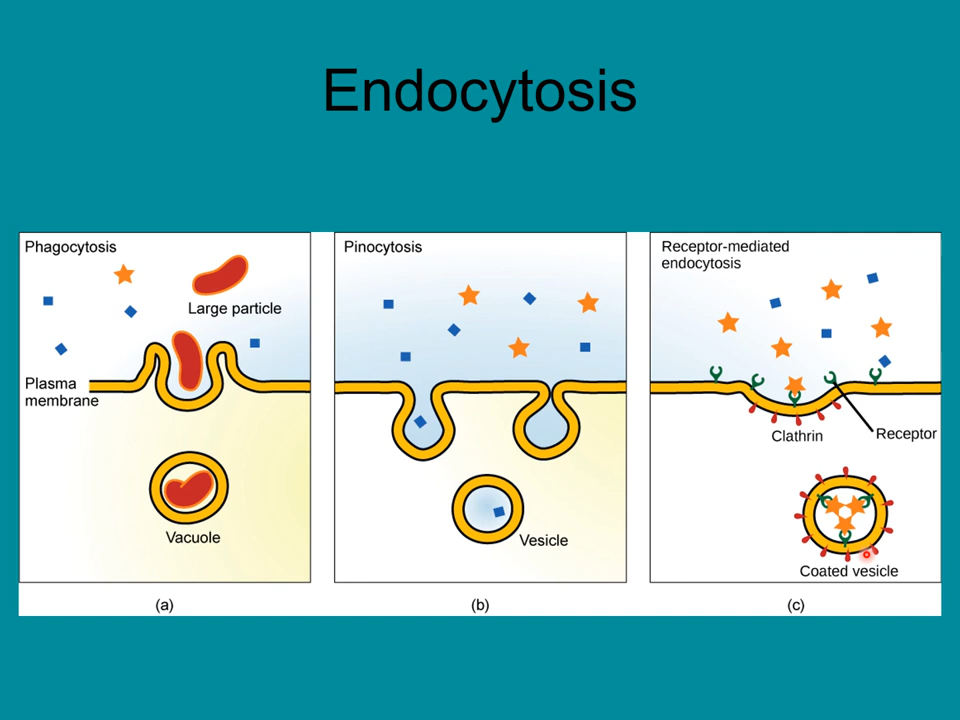 Endocytosis
Phagocytosis
Large particle
Plasma
membrane
Vacuole
(a)
Pinocytosis
Vesicle
(b)
Receptor-mediated
endocytosis
Clathrin
Receptor
Coated vesicle
(c)